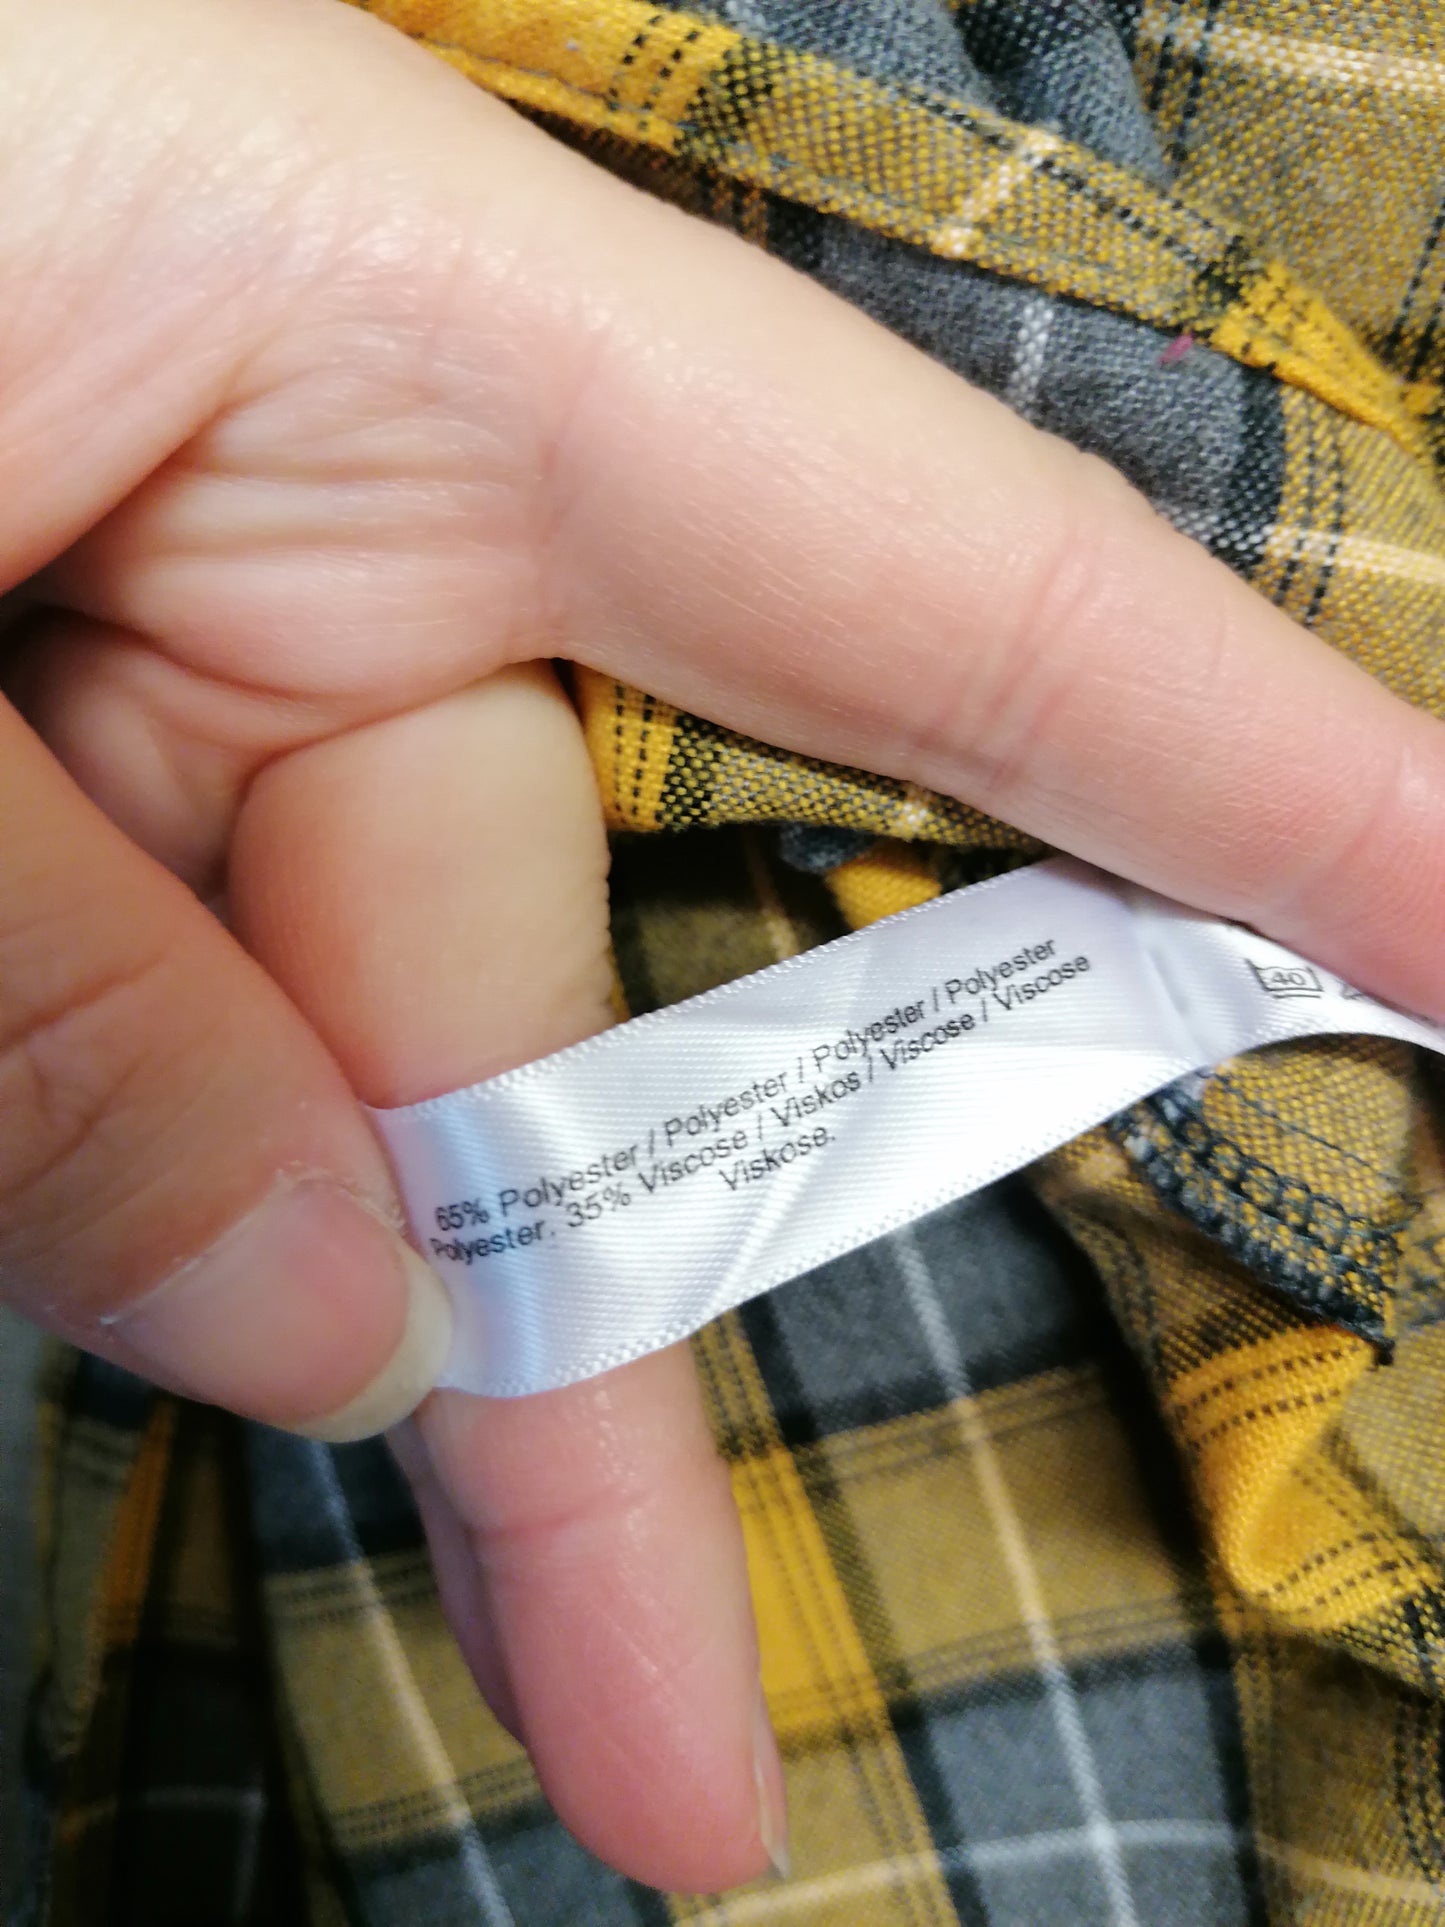 65% Polyester / Polyester / Polyester / Polyester
Polyester. 35% Viscose / Viskos / Viscose / Viscose
Viskose.
40